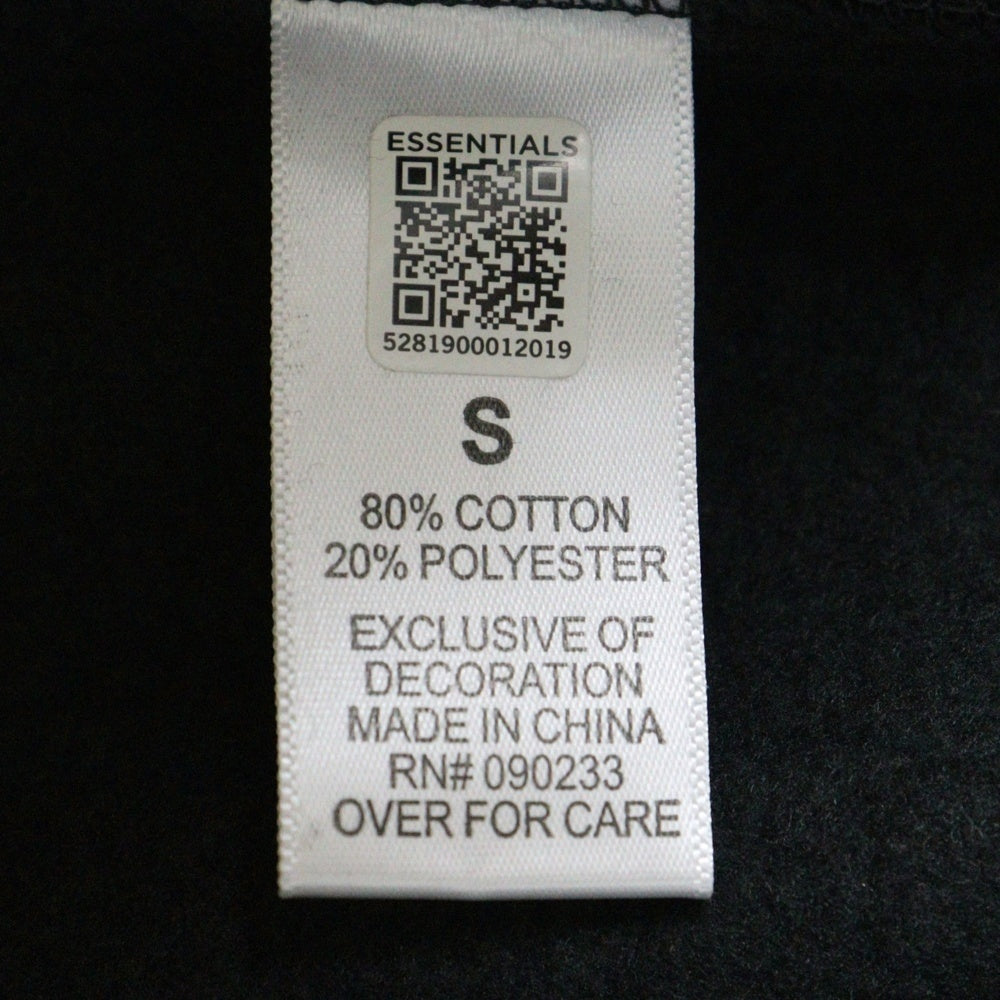 ESSENTIALS
5281900012019
S
80% COTTON
20% POLYESTER
EXCLUSIVE OF
DECORATION
MADE IN CHINA
RN# 090233
OVER FOR CARE